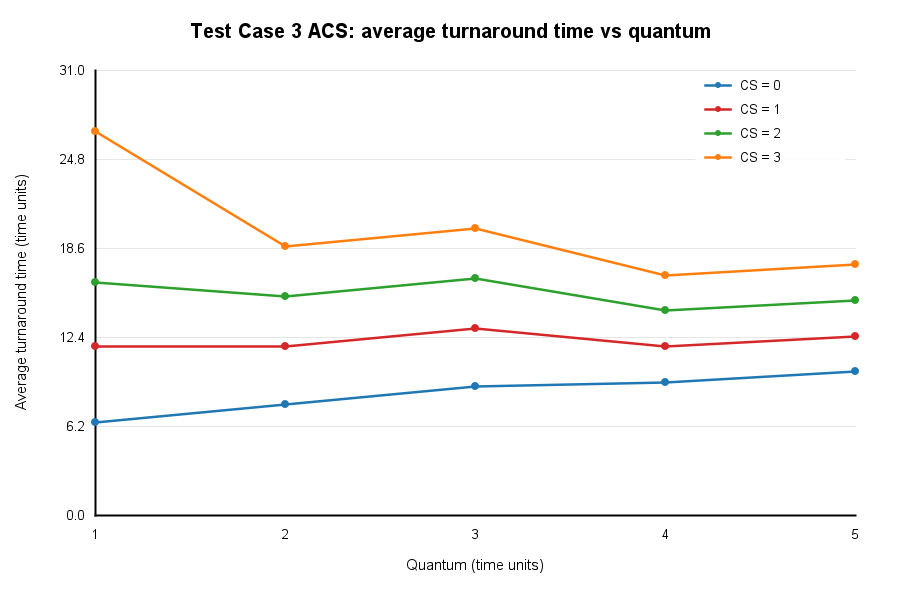 Test Case 3 ACS: average turnaround time vs quantum
31.0
24.8
18.6
12.4
6.2
0.0
Average turnaround time (time units)
CS = 0
CS = 1
CS = 2
CS = 3
1 2 3 4 5
Quantum (time units)